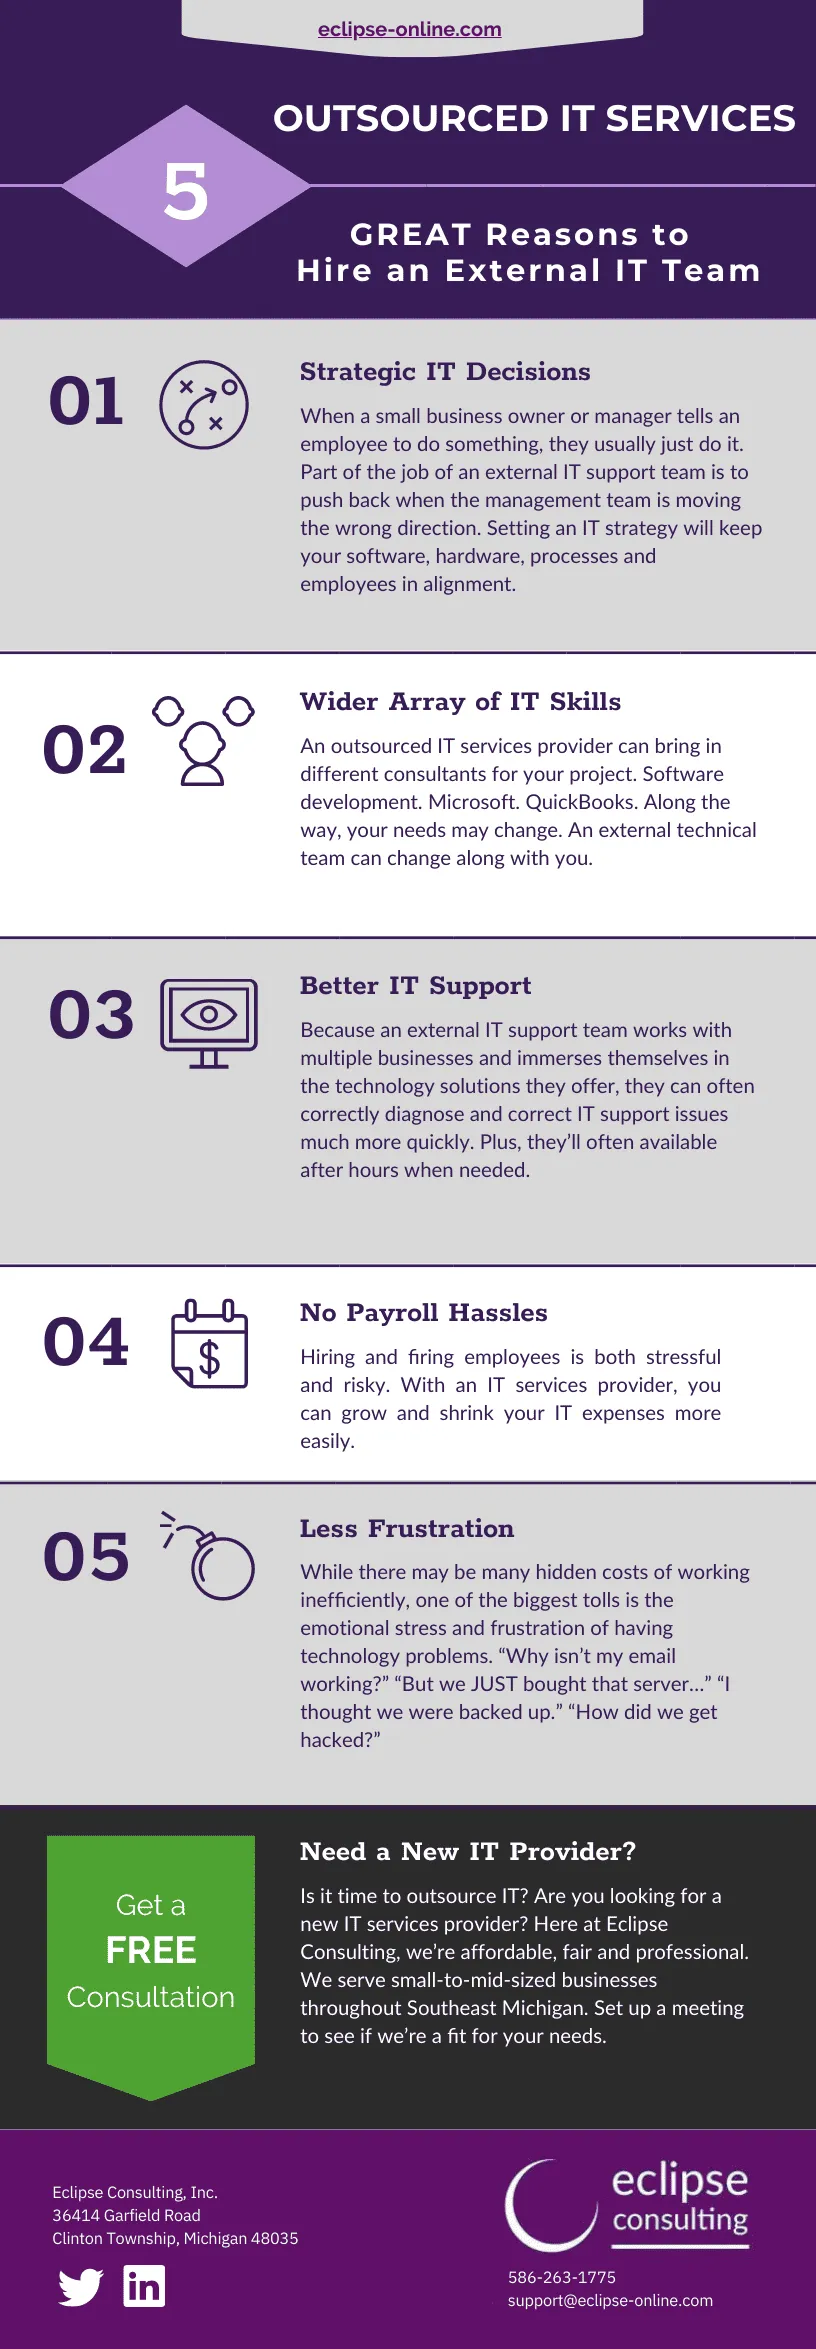 eclipse-online.com
OUTSOURCED IT SERVICES
5
GREAT Reasons to
Hire an External IT Team
01
Strategic IT Decisions
When a small business owner or manager tells an
employee to do something, they usually just do it.
Part of the job of an external IT support team is to
push back when the management team is moving
the wrong direction. Setting an IT strategy will keep
your software, hardware, processes and
employees in alignment.
02
Wider Array of IT Skills
An outsourced IT services provider can bring in
different consultants for your project. Software
development. Microsoft. QuickBooks. Along the
way, your needs may change. An external technical
team can change along with you.
03
Better IT Support
Because an external IT support team works with
multiple businesses and immerses themselves in
the technology solutions they offer, they can often
correctly diagnose and correct IT support issues
much more quickly. Plus, they’ll often available
after hours when needed.
04
$
No Payroll Hassles
Hiring and firing employees is both stressful
and risky. With an IT services provider, you
can grow and shrink your IT expenses more
easily.
05
Less Frustration
While there may be many hidden costs of working
inefficiently, one of the biggest tolls is the
emotional stress and frustration of having
technology problems. “Why isn’t my email
working?” “But we JUST bought that server...” “I
thought we were backed up.” “How did we get
hacked?”
Get a
FREE
Consultation
Need a New IT Provider?
Is it time to outsource IT? Are you looking for a
new IT services provider? Here at Eclipse
Consulting, we’re affordable, fair and professional.
We serve small-to-mid-sized businesses
throughout Southeast Michigan. Set up a meeting
to see if we’re a fit for your needs.
Eclipse Consulting, Inc.
36414 Garfield Road
Clinton Township, Michigan 48035
in
eclipse
consulting
586-263-1775
support@eclipse-online.com